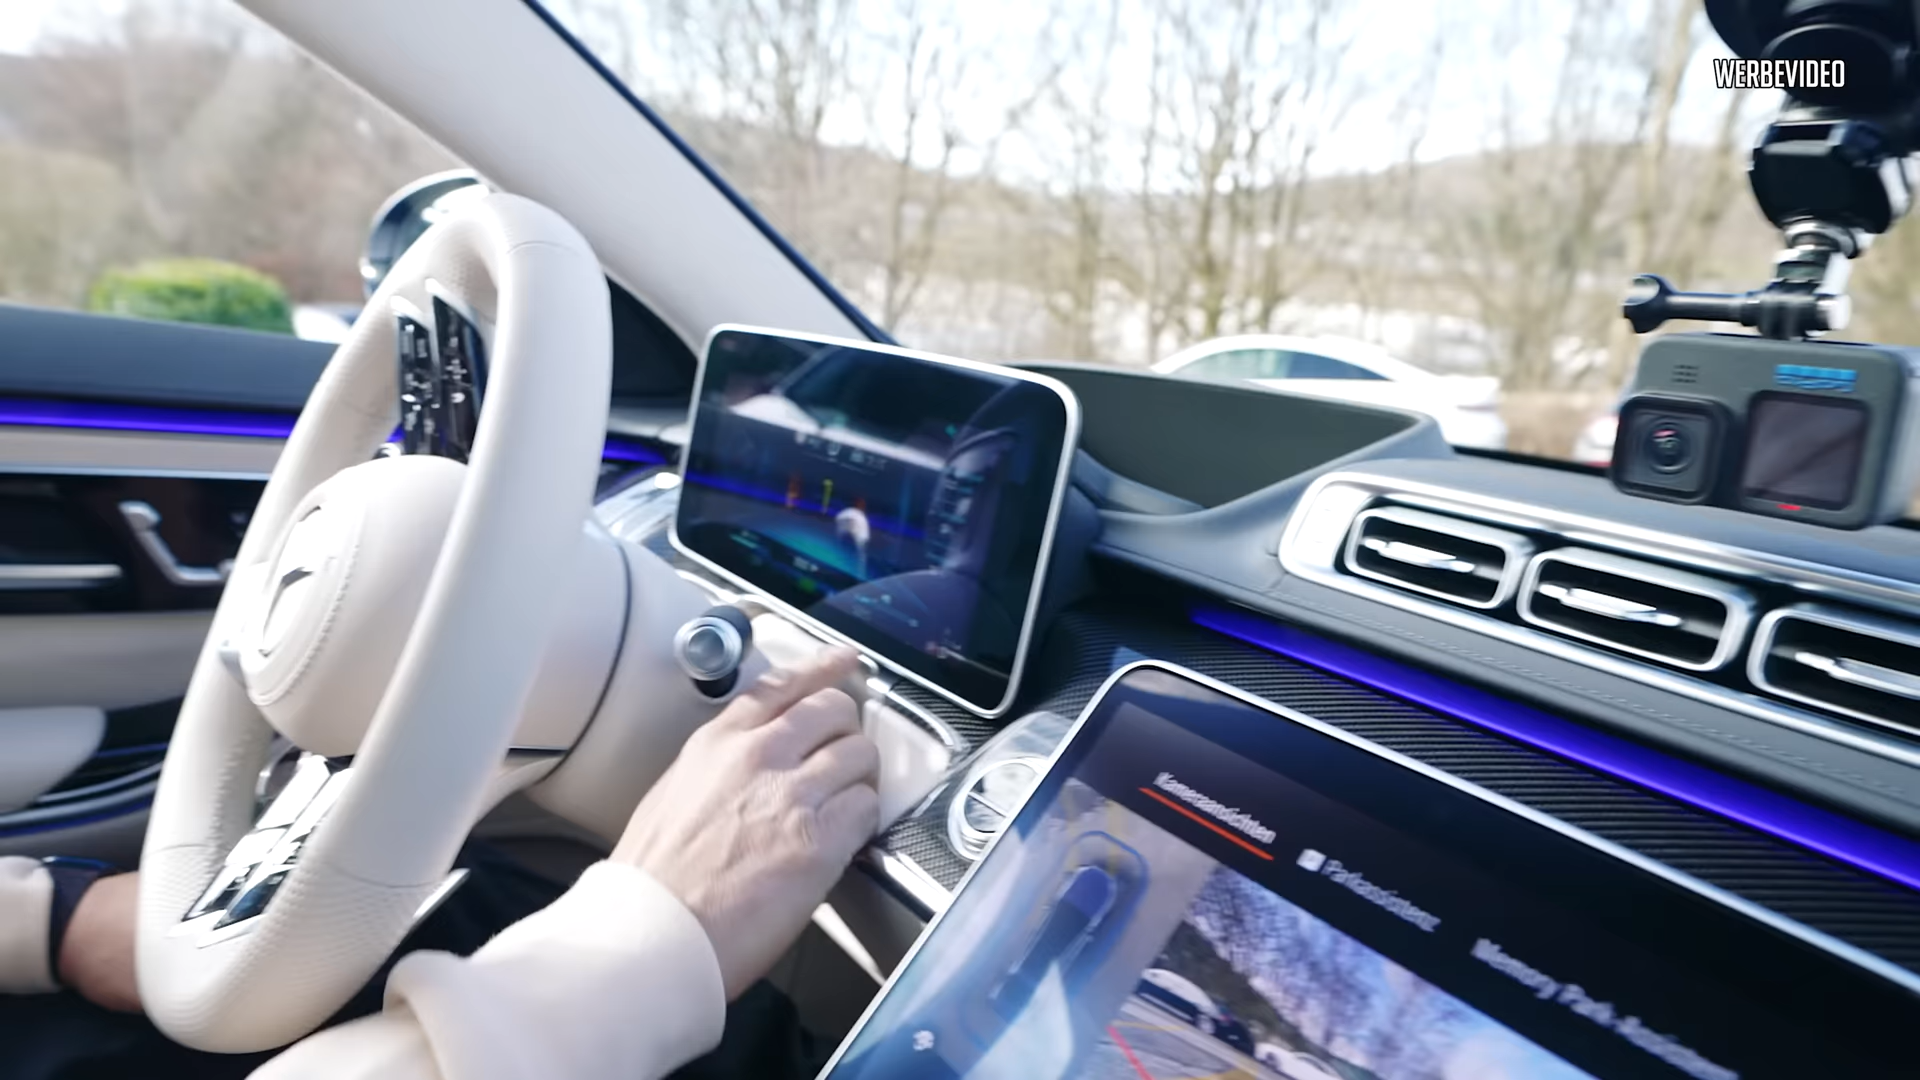 WERBEVIDEO
Kameraansichten
Parkassistenz
Memory Park-Assistent